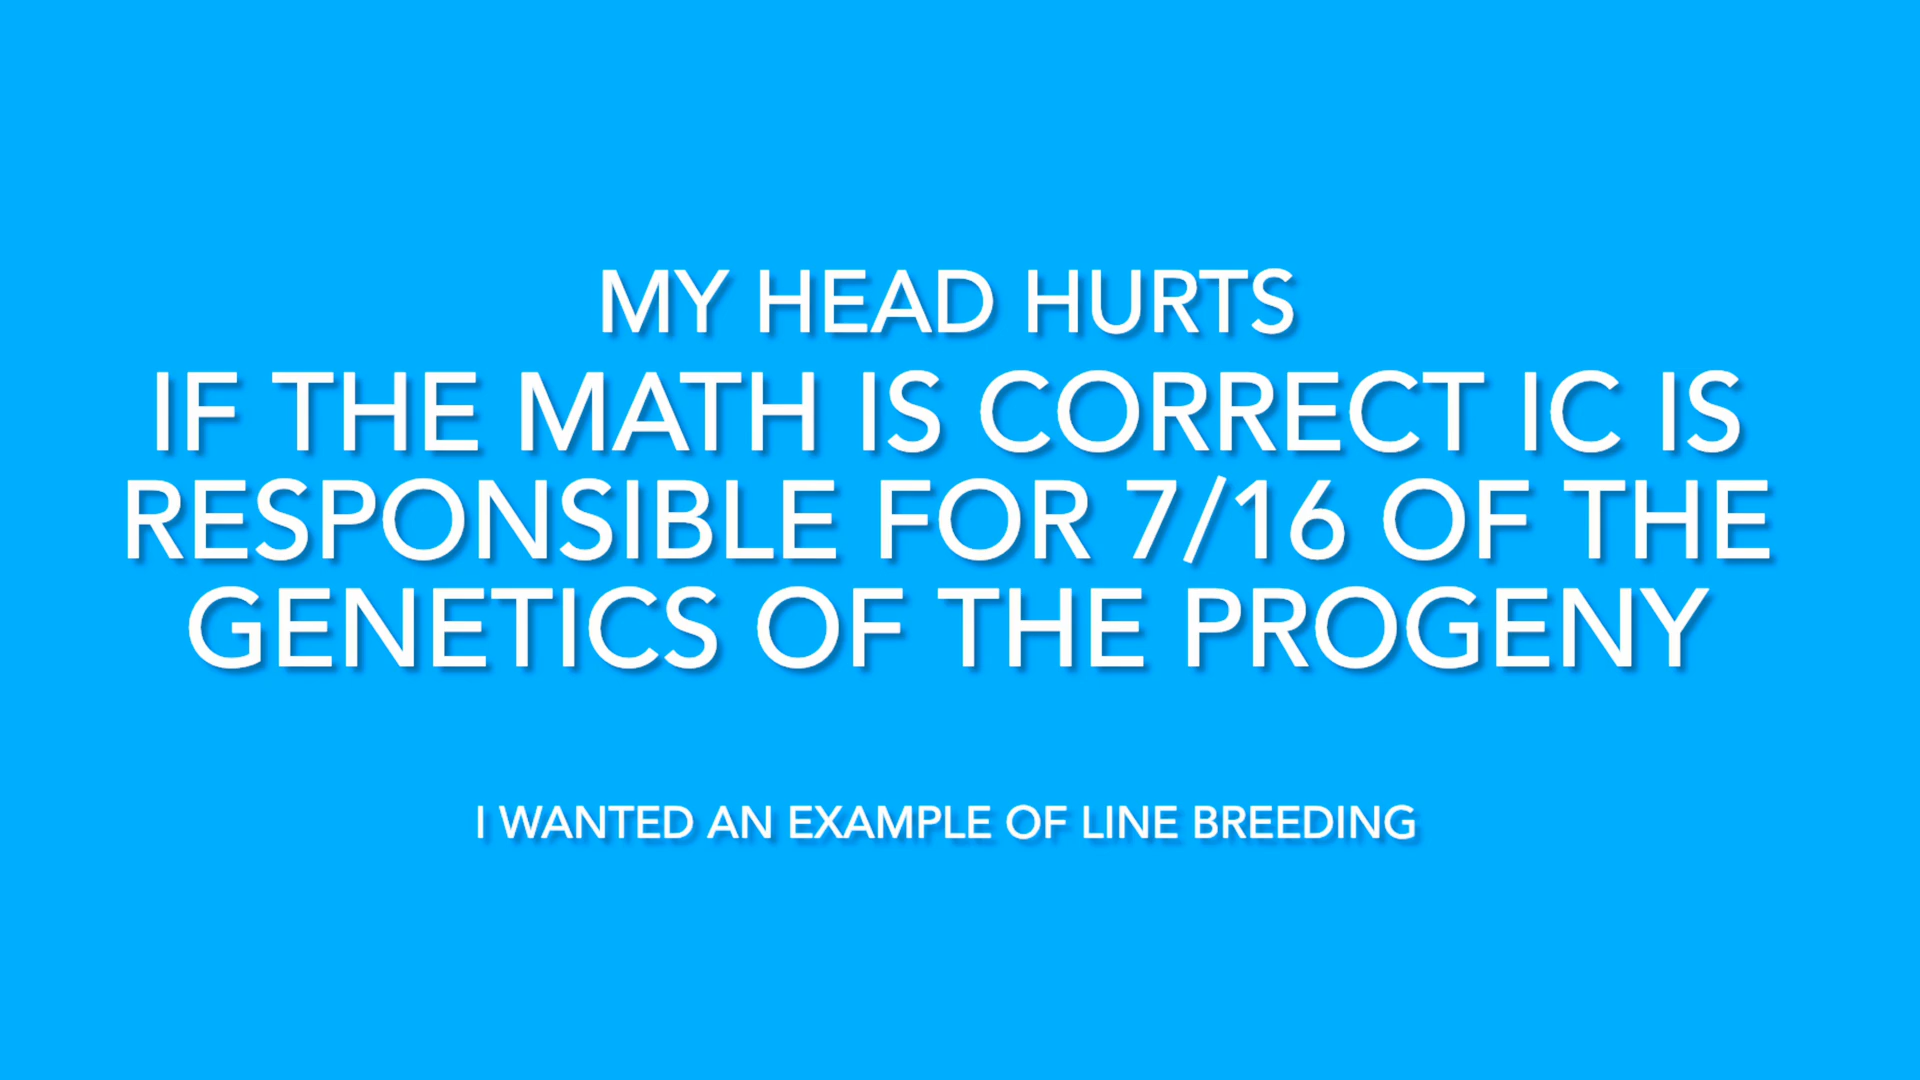 MY HEAD HURTS
IF THE MATH IS CORRECT IC IS
RESPONSIBLE FOR 7/16 OF THE
GENETICS OF THE PROGENY
I WANTED AN EXAMPLE OF LINE BREEDING